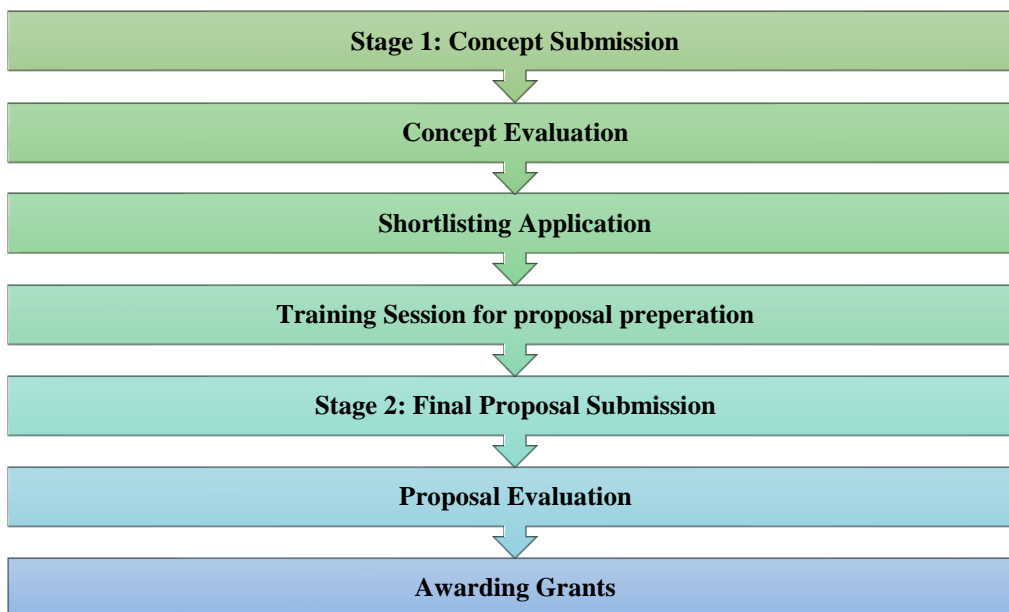 Stage 1: Concept Submission
Concept Evaluation
Shortlisting Application
Training Session for proposal preperation
Stage 2: Final Proposal Submission
Proposal Evaluation
Awarding Grants